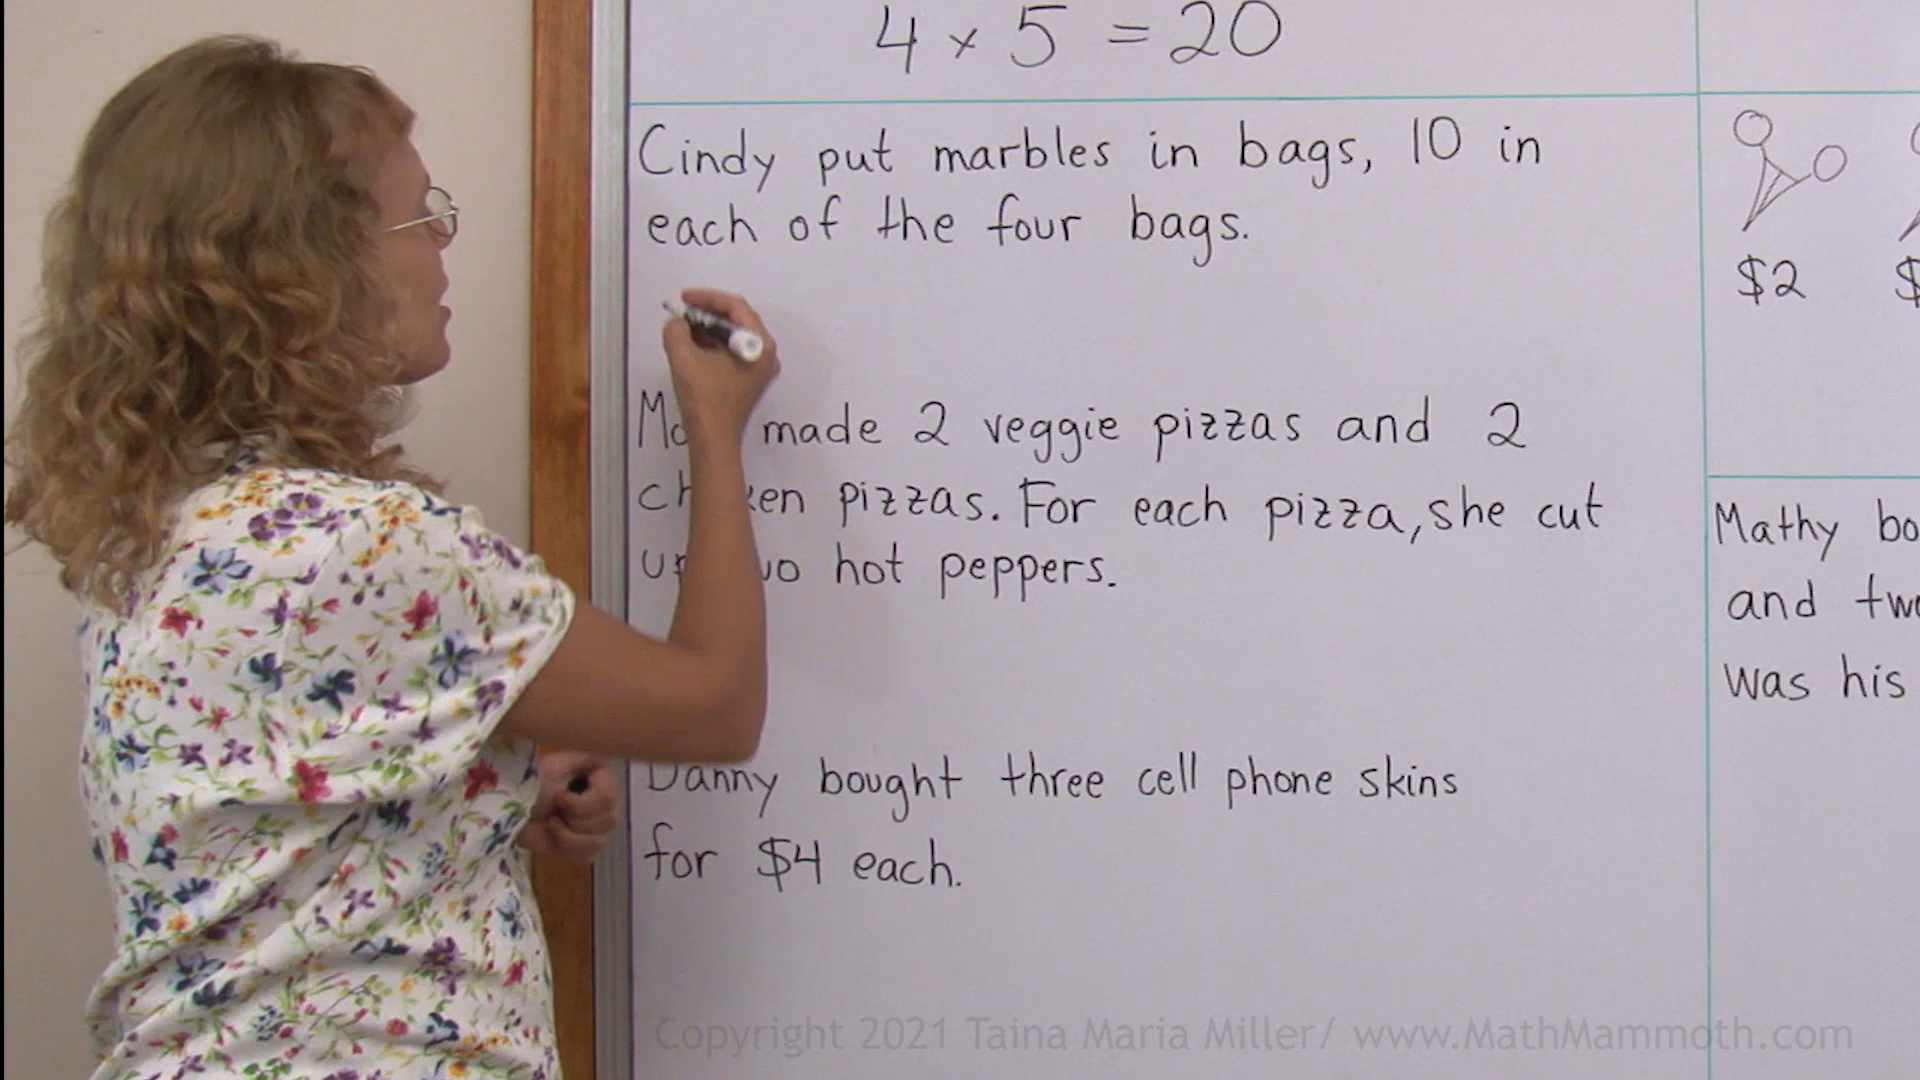 4 × 5 = 20
Cindy put marbles in bags, 10 in
each of the four bags.
made 2 veggie pizzas and 2
pizzas. For each pizza, she cut
hot peppers.
Danny bought three cell phone skins
for $4 each.
$2
$
Mathy
and
was his
Copyright 2021 Taina Maria Miller/ www.MathMammoth.com